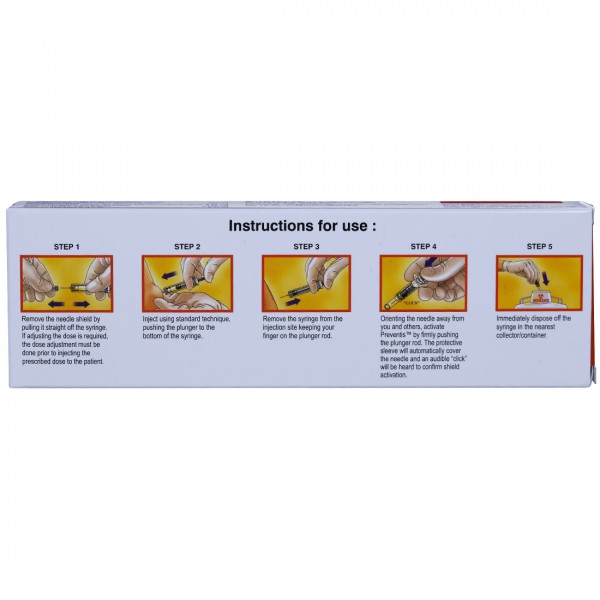 Instructions for use :
STEP 1
Remove the needle shield by
pulling it straight off the syringe.
If adjusting the dose is required,
the dose adjustment must be
done prior to injecting the
prescribed dose to the patient.
STEP 2
Inject using standard technique,
pushing the plunger to the
bottom of the syringe.
STEP 3
Remove the syringe from the
injection site keeping your
finger on the plunger rod.
STEP 4
"CLICK"
Orienting the needle away from
you and others, activate
Preventis™ by firmly pushing
the plunger rod. The protective
sleeve will automatically cover
the needle and an audible "click"
will be heard to confirm shield
activation.
STEP 5
Immediately dispose off the
syringe in the nearest
collector/container.